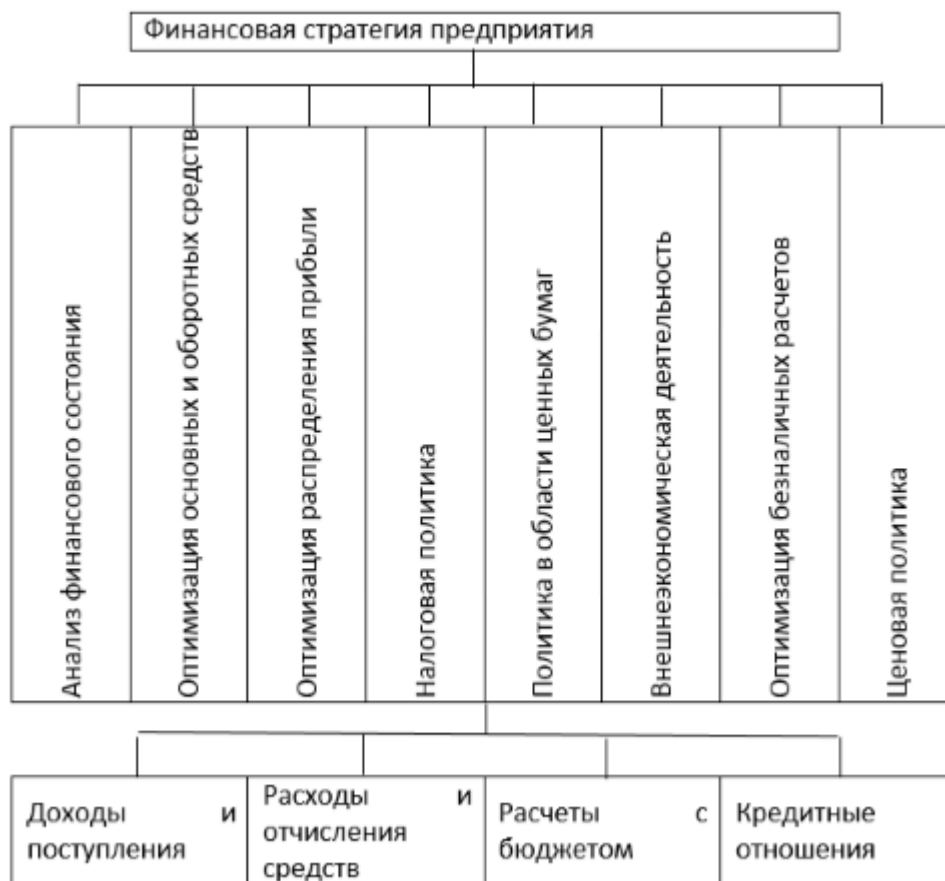 Финансовая стратегия предприятия
Анализ финансового состояния
Оптимизация основных и оборотных средств
Оптимизация распределения прибыли
Налоговая политика
Политика в области ценных бумаг
Внешнеэкономическая деятельность
Оптимизация безналичных расчетов
Ценовая политика
Доходы и
поступления
Расходы и
отчисления
средств
Расчеты с
бюджетом
Кредитные
отношения